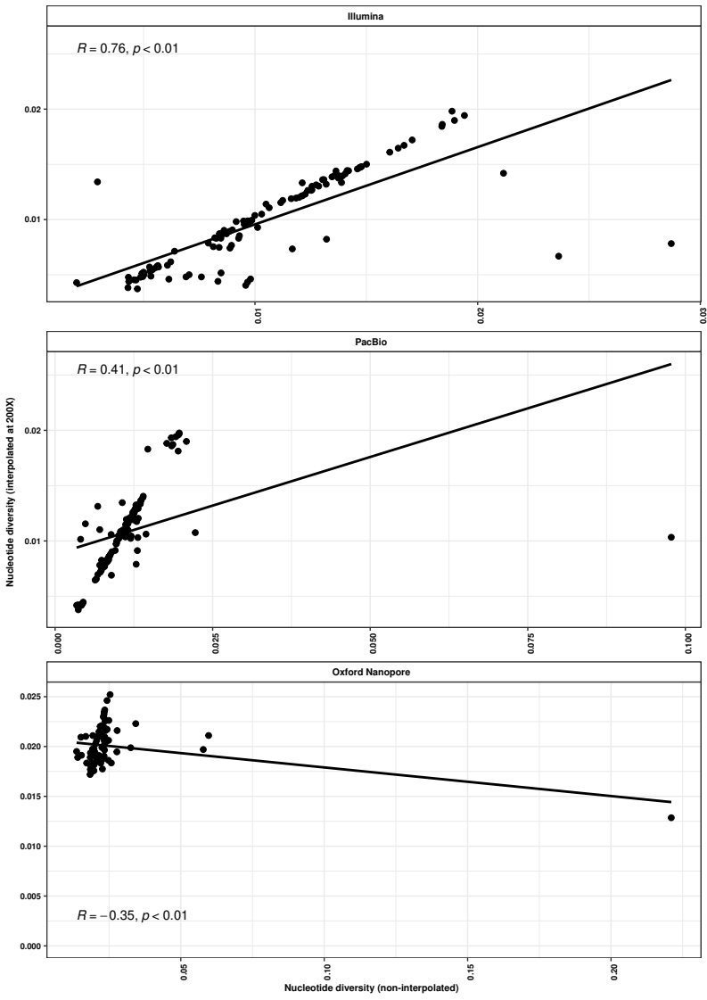 Illumina
R = 0.76, p < 0.01
0.02
0.01
0.01
0.02
0.03
PacBio
R = 0.41, p < 0.01
0.02
0.01
0.000
0.025
0.050
0.075
0.100
Nucleotide diversity (interpolated at 200X)
Oxford Nanopore
0.025
0.020
0.015
0.010
0.005
R = −0.35, p < 0.01
0.000
0.05
0.10
0.15
0.20
Nucleotide diversity (non-interpolated)